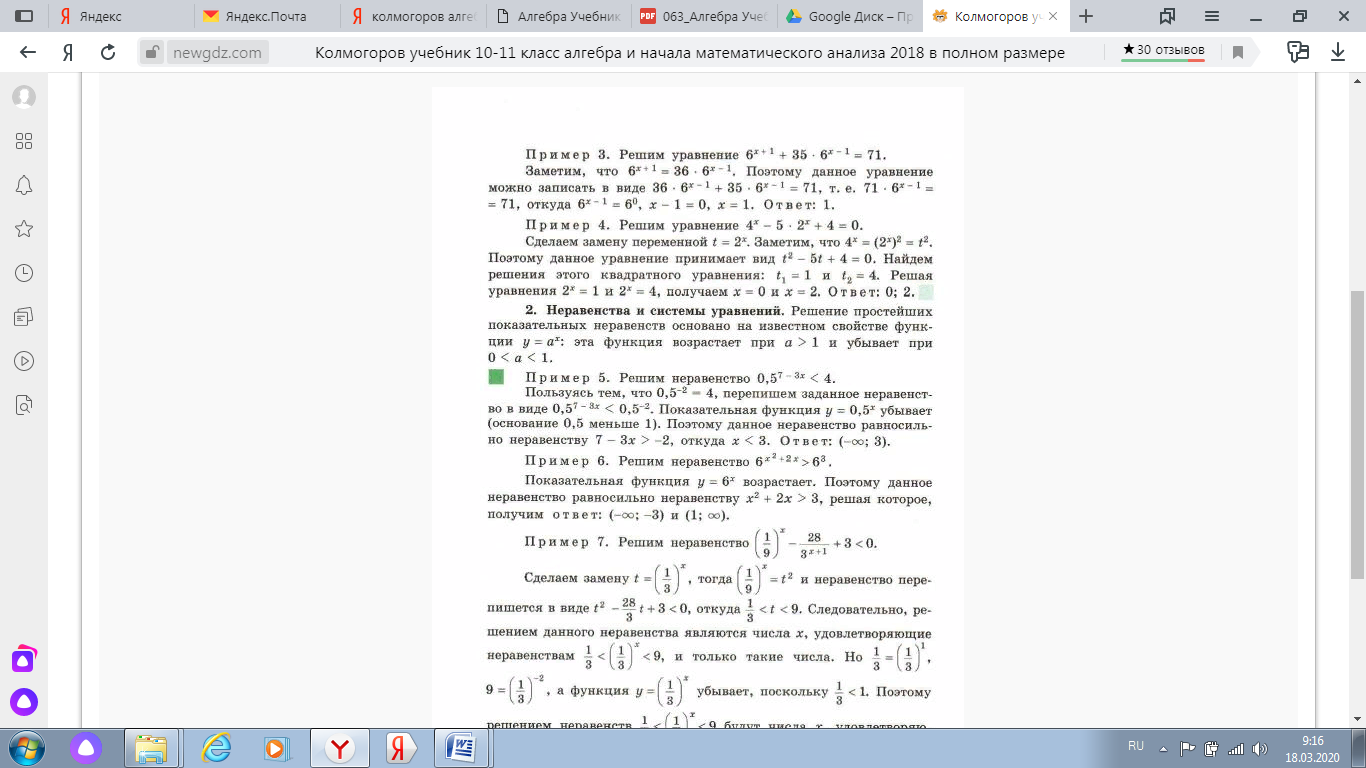 Яндекс
Яндекс.Почта
колмогоров алге
Алгебра Учебник
063_Алгебра Учеб
Google Диск – Пр
Колмогоров уч
newgdz.com
Колмогоров учебник 10-11 класс алгебра и начала математического анализа 2018 в полном размере
★30 отзывов
Пример 3. Решим уравнение 6^{x+1} + 35 · 6^{x−1} = 71.
Заметим, что 6^{x+1} = 36 · 6^{x−1}. Поэтому данное уравнение
можно записать в виде 36 · 6^{x−1} + 35 · 6^{x−1} = 71, т. е. 71 · 6^{x−1} =
= 71, откуда 6^{x−1} = 6^0, x − 1 = 0, x = 1. Ответ: 1.
Пример 4. Решим уравнение 4^x − 5 · 2^x + 4 = 0.
Сделаем замену переменной t = 2^x. Заметим, что 4^x = (2^x)^2 = t^2.
Поэтому данное уравнение принимает вид t^2 − 5t + 4 = 0. Найдем
решения этого квадратного уравнения: t_1 = 1 и t_2 = 4. Решая
уравнения 2^x = 1 и 2^x = 4, получаем x = 0 и x = 2. Ответ: 0; 2.
2. Неравенства и системы уравнений. Решение простейших
показательных неравенств основано на известном свойстве функ-
ции y = a^x: эта функция возрастает при a > 1 и убывает при
0 < a < 1.
Пример 5. Решим неравенство 0,5^{7−3x} < 4.
Пользуясь тем, что 0,5^{−2} = 4, перепишем заданное неравенст-
во в виде 0,5^{7−3x} < 0,5^{−2}. Показательная функция y = 0,5^x убывает
(основание 0,5 меньше 1). Поэтому данное неравенство равносиль-
но неравенству 7 − 3x > −2, откуда x < 3. Ответ: (−∞; 3).
Пример 6. Решим неравенство 6^{x^2+2x} > 6^3.
Показательная функция y = 6^x возрастает. Поэтому данное
неравенство равносильно неравенству x^2 + 2x > 3, решая которое,
получим ответ: (−∞; −3) и (1; ∞).
Пример 7. Решим неравенство (1/9)^x − 28/3^{x+1} + 3 < 0.
Сделаем замену t = (1/3)^x, тогда (1/9)^x = t^2 и неравенство пере-
пишется в виде t^2 − 28/3 t + 3 < 0, откуда 1/3 < t < 9. Следовательно, ре-
шением данного неравенства являются числа x, удовлетворяющие
неравенствам 1/3 < (1/3)^x < 9, и только такие числа. Но 1/3 = (1/3)^1,
9 = (1/3)^{−2}, а функция y = (1/3)^x убывает, поскольку 1/3 < 1. Поэтому
решением неравенств 1/3 < (1/3)^x < 9 будут числа x, удовлетворяю-
RU
9:16
18.03.2020